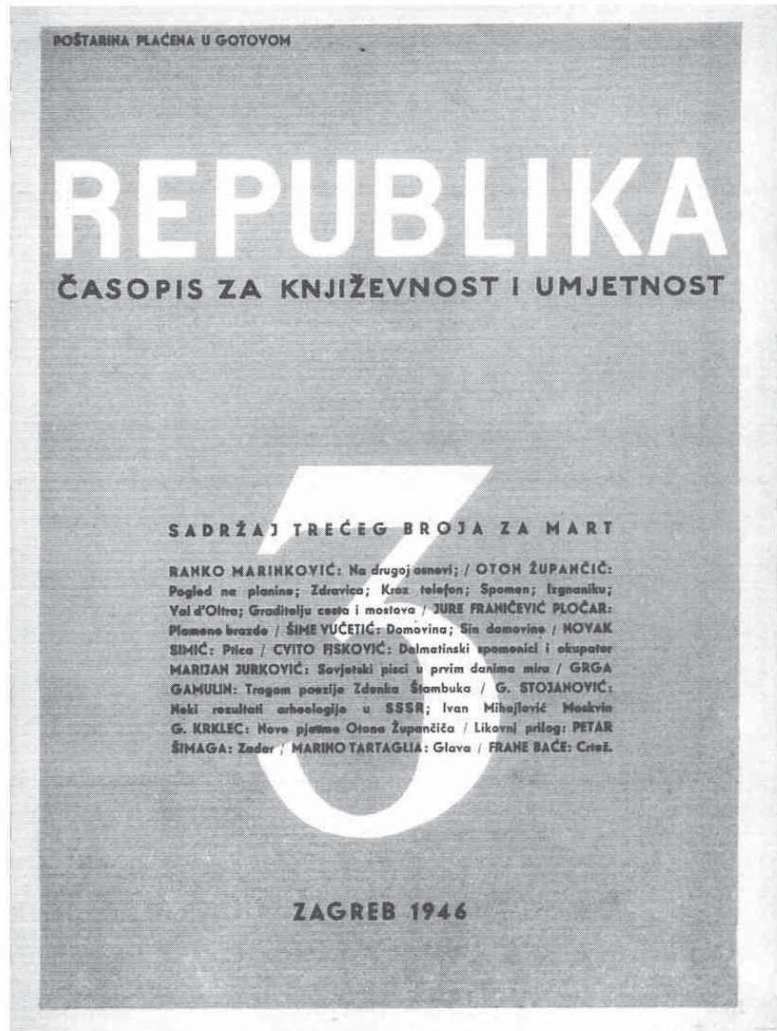 POŠTARINA PLAĆENA U GOTOVOM
REPUBLIKA
ČASOPIS ZA KNJIŽEVNOST I UMJETNOST
3
SADRŽAJ TREĆEG BROJA ZA MART
RANKO MARINKOVIĆ: Na drugoj osnovi; / OTON ŽUPANČIČ:
Pogled na planine; Zdravica; Kroz telefon; Spomen; Izgnaniku;
Val d'Oltra; Graditelju cesta i mostova / JURE FRANIČEVIĆ PLOČAR:
Plamene brazde / ŠIME VUČETIĆ: Domovina; Sin domovine / NOVAK
SIMIĆ: Ptica / CVITO FISKOVIĆ: Dalmatinski spomenici i okupator
MARIJAN JURKOVIĆ: Sovjetski pisci u prvim danima mira / GRGA
GAMULIN: Tragom poezije Zdenka Štambuka / G. STOJANOVIĆ:
Neki rezultati arheologije u SSSR; Ivan Mihajlović Moskvin
G. KRKLEC: Nove pjesme Otona Župančiča / Likovni prilog: PETAR
ŠIMAGA: Zadar / MARINO TARTAGLIA: Glava / FRANE BAĆE: Crtež.
ZAGREB 1946